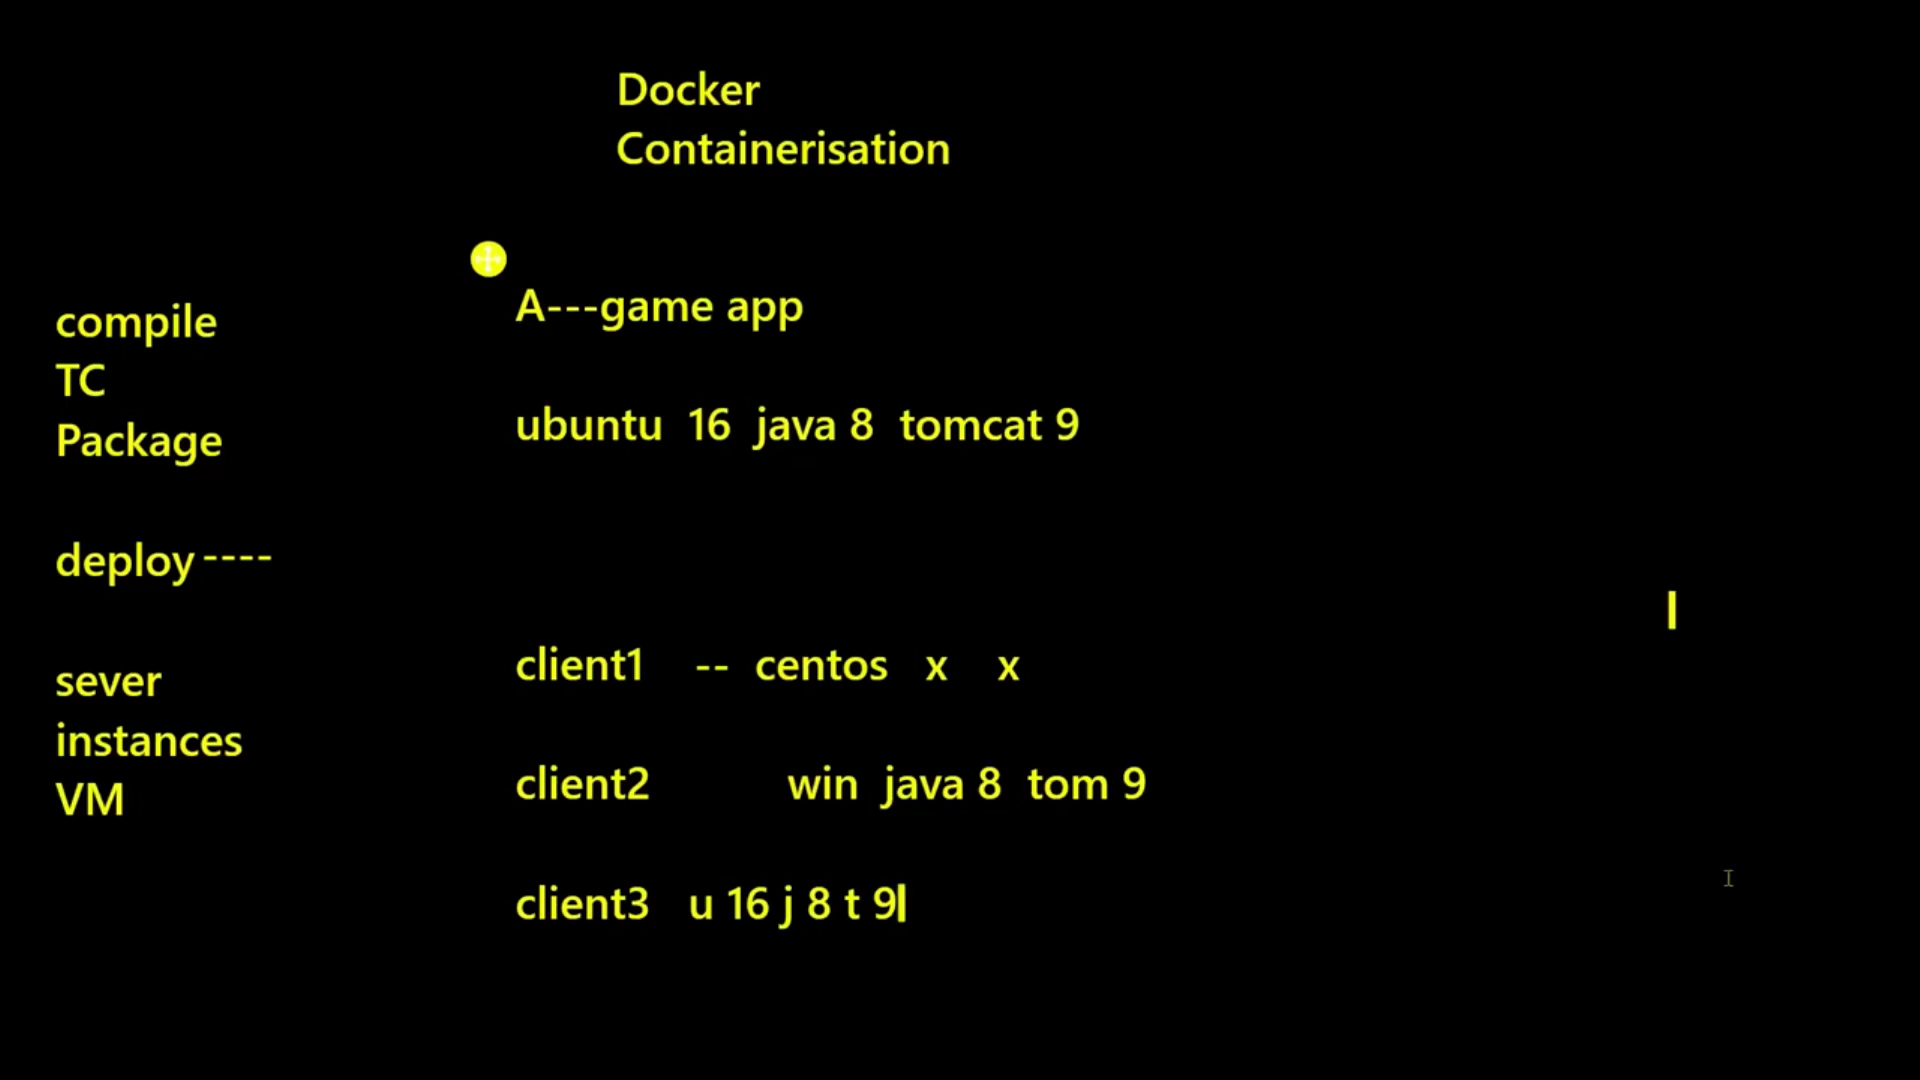 Docker
Containerisation
compile
TC
Package
deploy----
sever
instances
VM
A---game app
ubuntu 16 java 8 tomcat 9
client1 -- centos x x
client2 win java 8 tom 9
client3 u 16 j 8 t 9